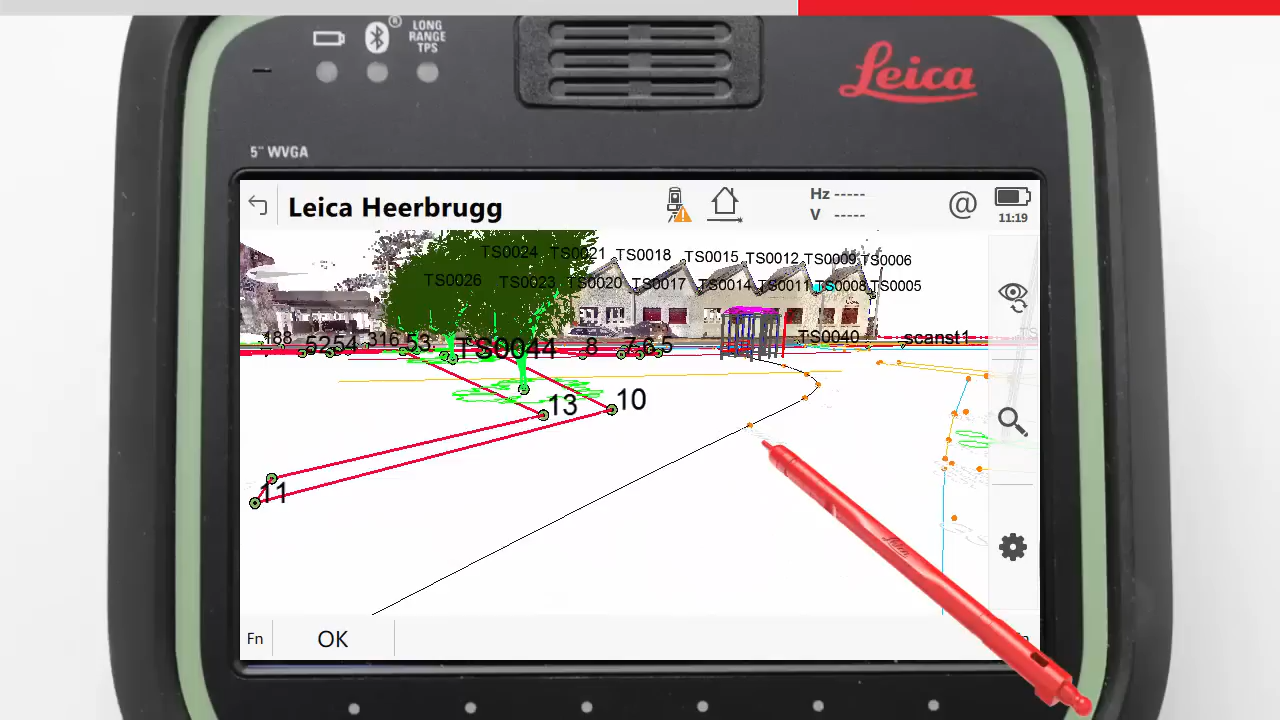 LONG
RANGE
TPS
®
Leica
5" WVGA
Leica Heerbrugg
Hz -----
V -----
@
11:19
TS0024 TS0021 TS0018 TS0015 TS0012 TS0009 TS0006
TS0026 TS0023 TS0020 TS0017 TS0014 TS0011 TS0008 TS0005
188 52 54 316 53 TS0044 8 7 6 5 TS0040 scanst1
13 10
11
Leica
Fn OK